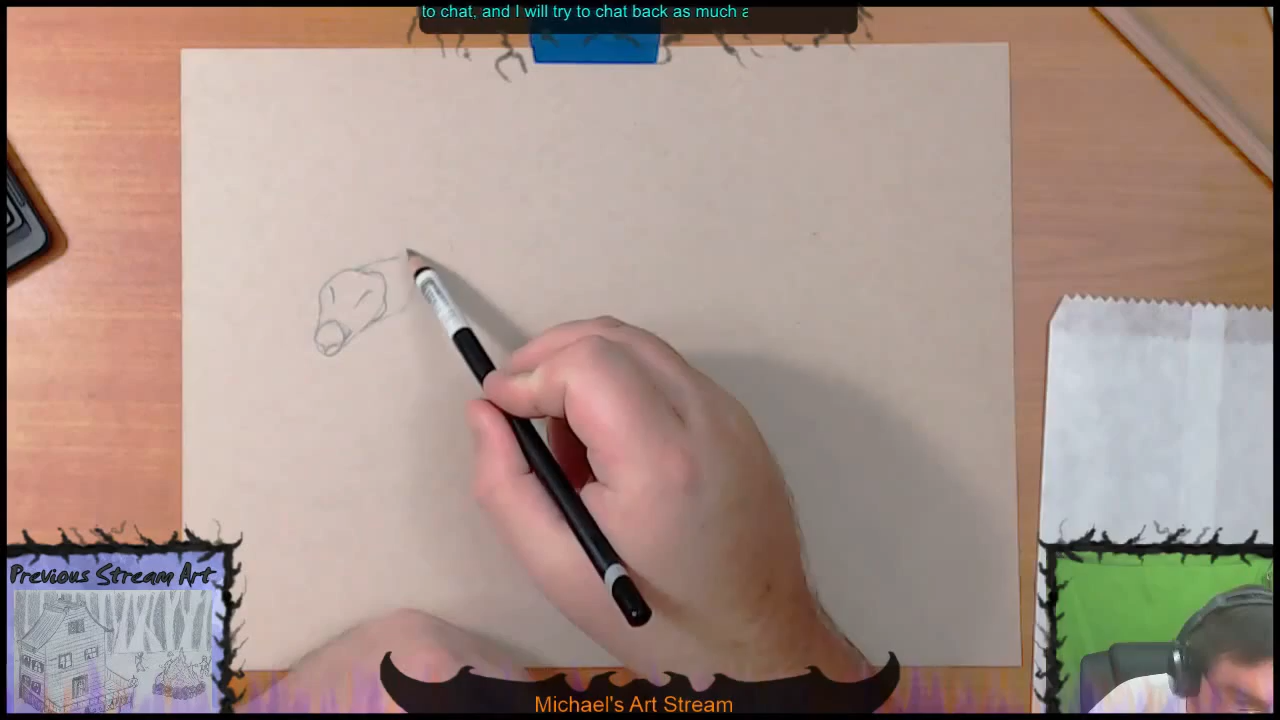 to chat, and I will try to chat back as much a
Previous Stream Art
Michael's Art Stream